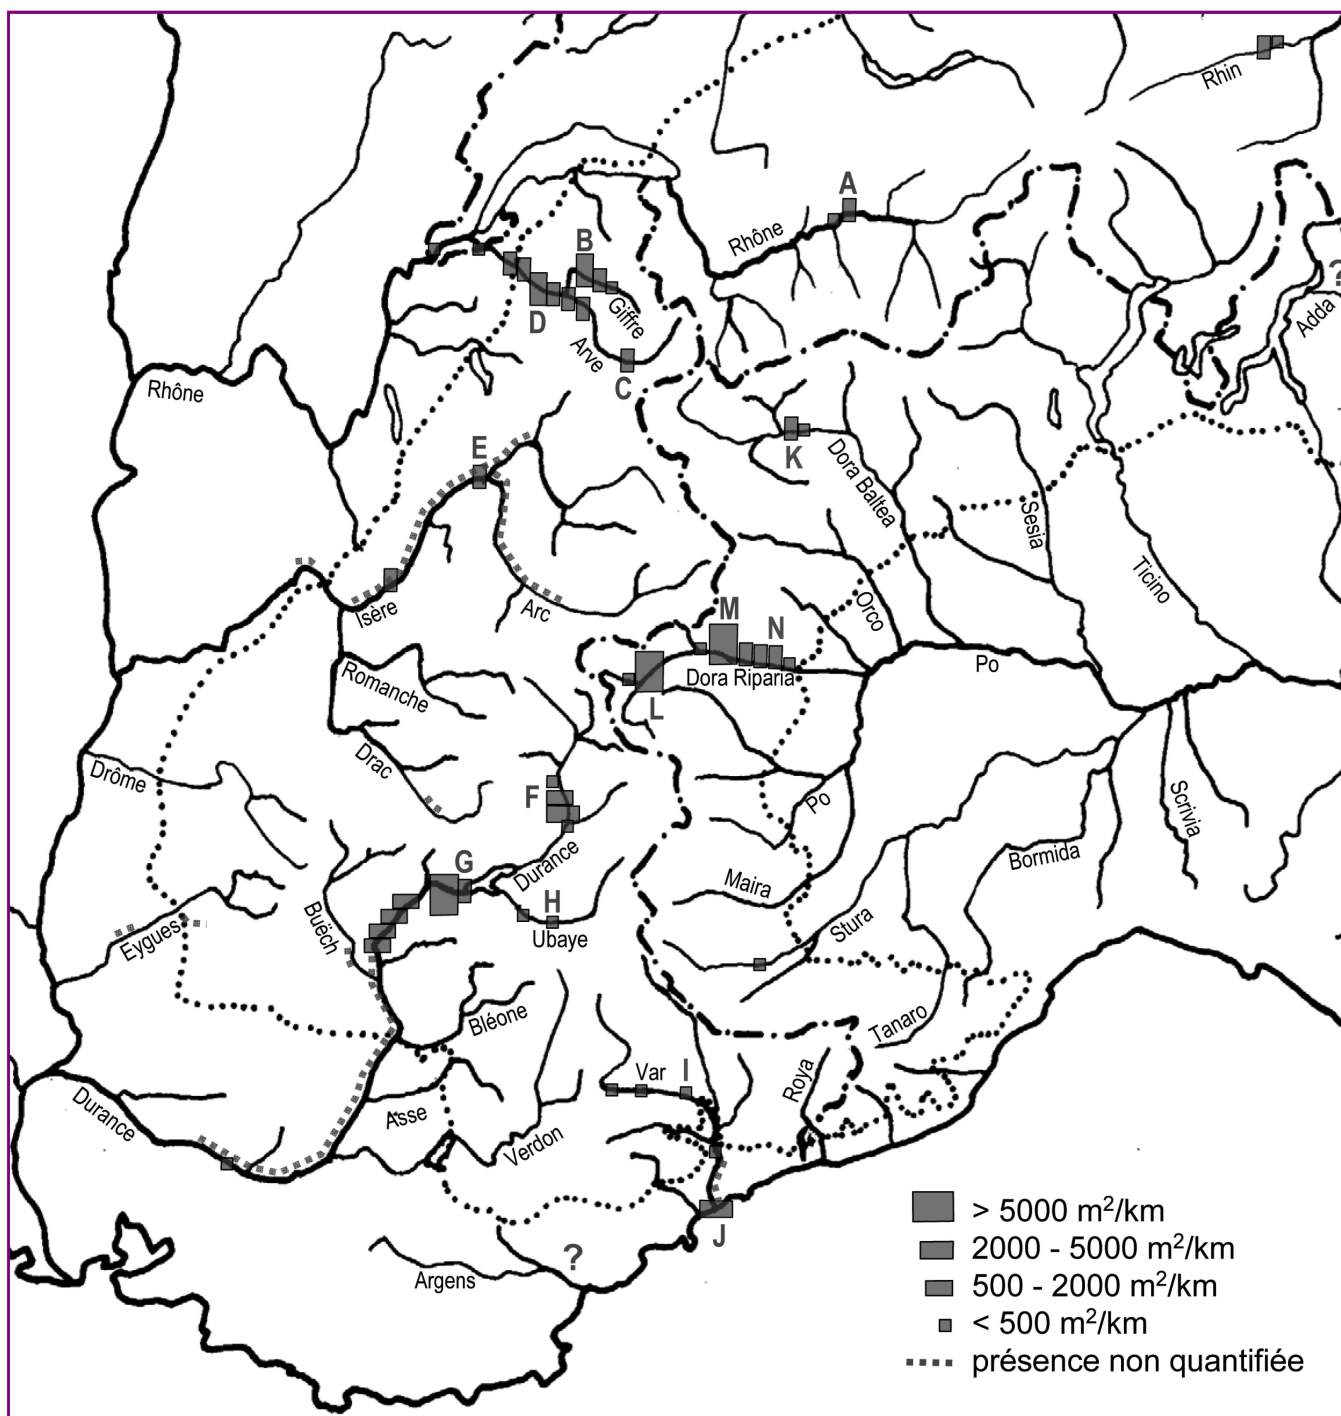 Rhin
A
Rhône
B
Giffre
D
Arve
C
?
Adda
Rhône
E
K
Dora Baltea
Sesia
Ticino
Isère
Arc
Orco
M
N
Po
Dora Riparia
L
Romanche
Drac
Drôme
F
Po
Scrivia
Durance
G
Maira
Bormida
H
Ubaye
Stura
Eygues
Buëch
Bléone
Tanaro
Var
I
Roya
Durance
Asse
Verdon
J
?
Argens
> 5000 m²/km
2000 - 5000 m²/km
500 - 2000 m²/km
< 500 m²/km
présence non quantifiée